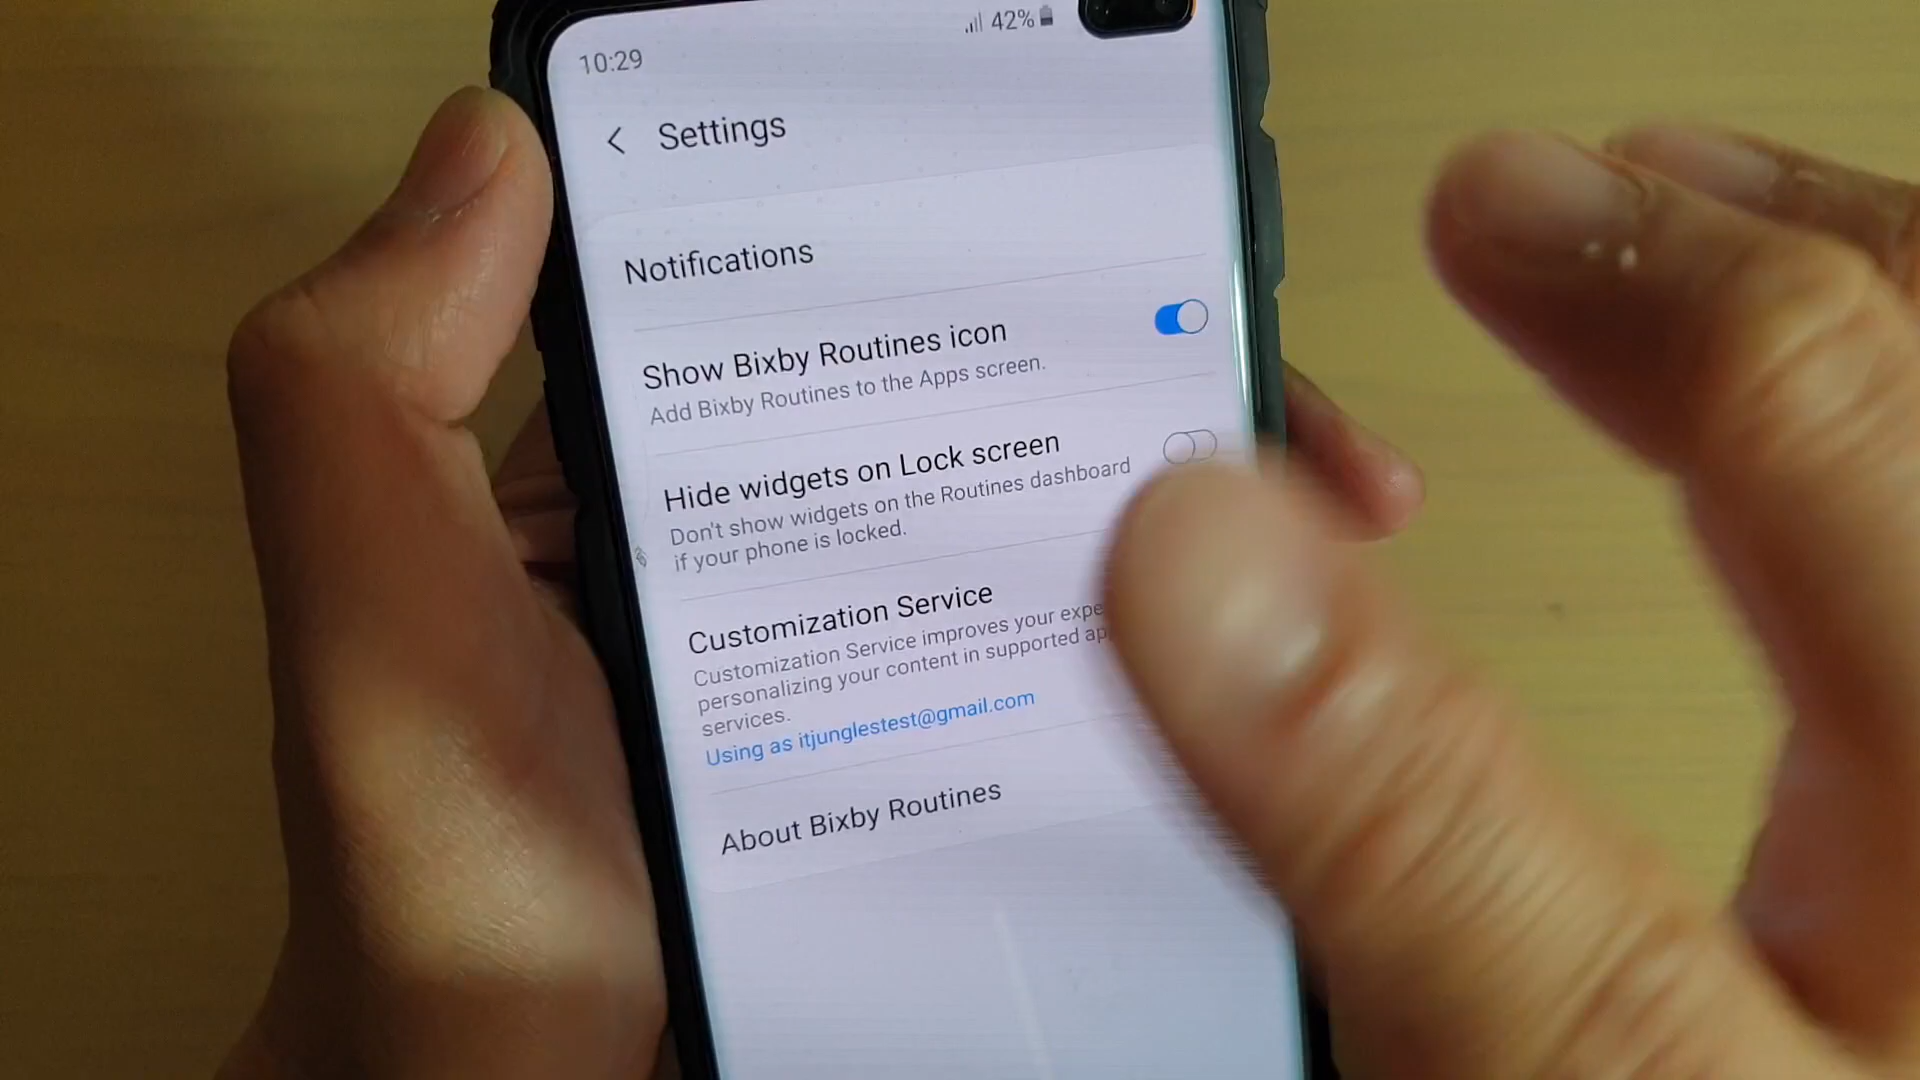 10:29
42%
Settings
Notifications
Show Bixby Routines icon
Add Bixby Routines to the Apps screen.
Hide widgets on Lock screen
Don't show widgets on the Routines dashboard
if your phone is locked.
Customization Service
Customization Service improves your expe
personalizing your content in supported ap
services.
Using as itjunglestest@gmail.com
About Bixby Routines